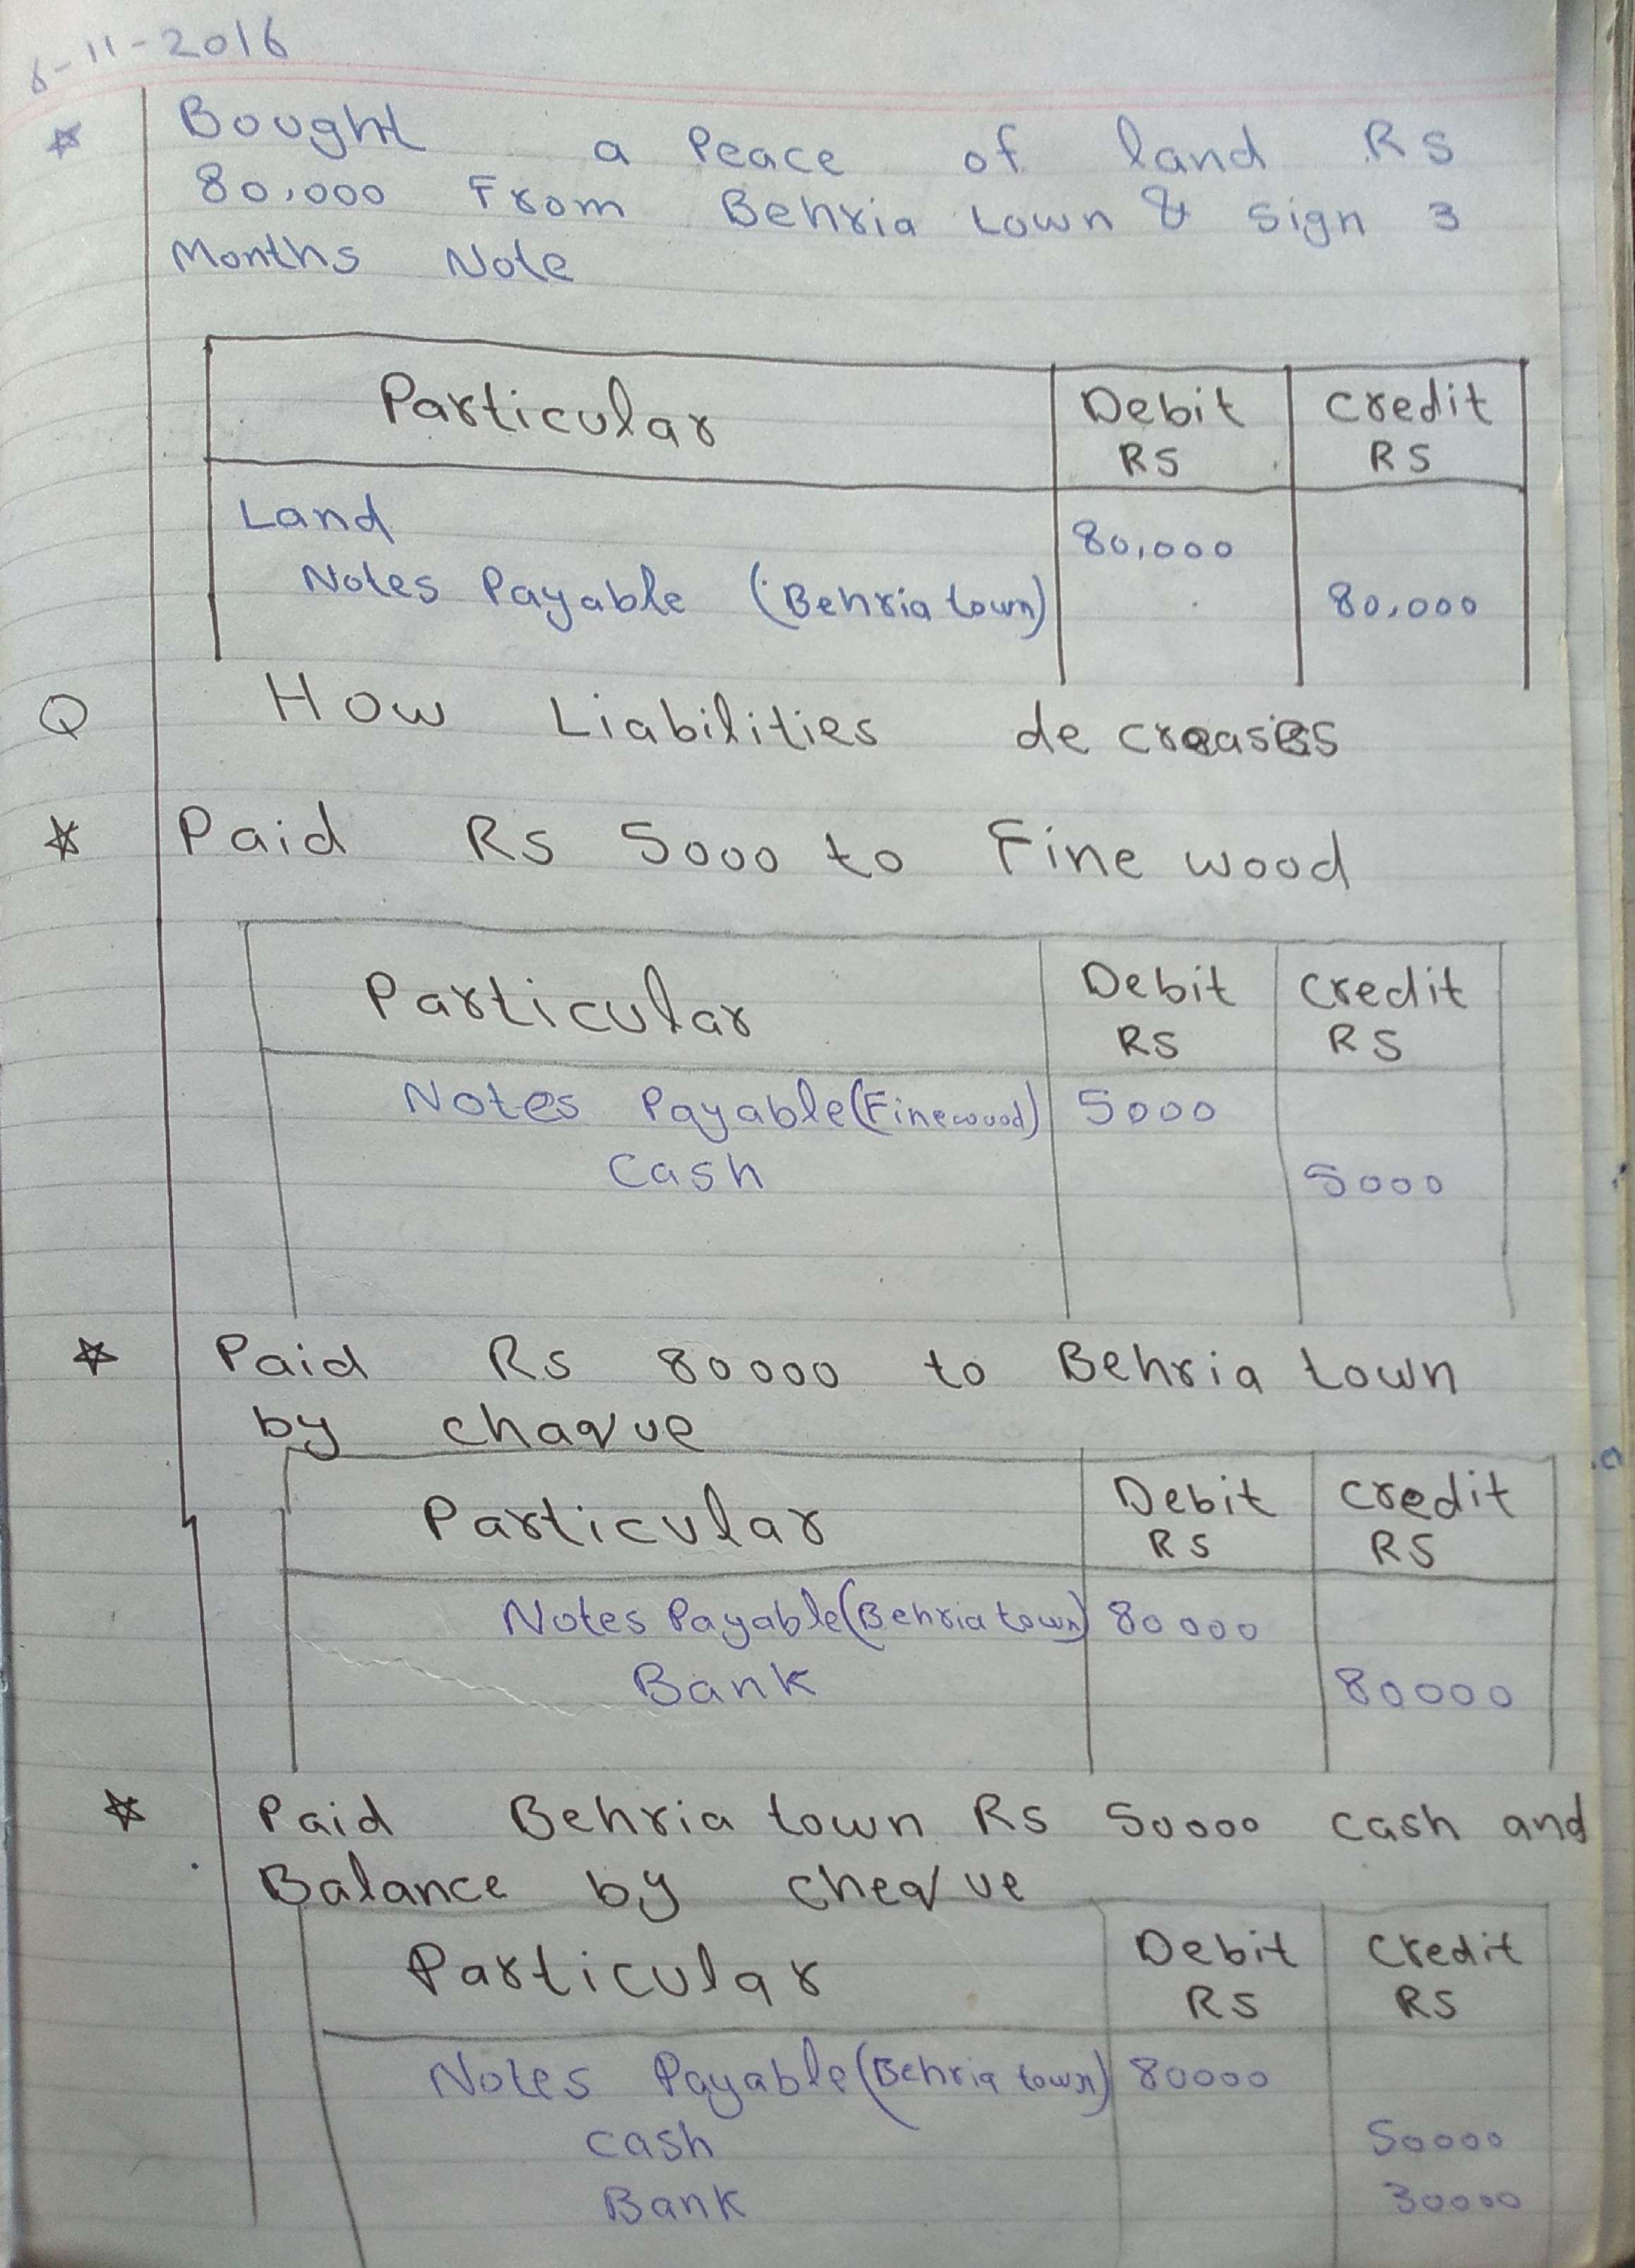 6-11-2016
Bought a Peace of land RS
80,000 From Behria town & sign 3
Months Note
Particular Debit RS Credit RS
Land 80,000
Notes Payable (Behria town) 80,000
Q How Liabilities decreases
Paid Rs 5000 to Fine wood
Particular Debit RS Credit RS
Notes Payable(Finewood) 5000
Cash 5000
Paid Rs 80000 to Behria town
by chaque
Particular Debit RS Credit RS
Notes Payable(Behria town) 80000
Bank 80000
Paid Behria town Rs 50000 cash and
Balance by cheque
Particular Debit RS Credit RS
Notes Payable(Behria town) 80000
cash 50000
Bank 30000